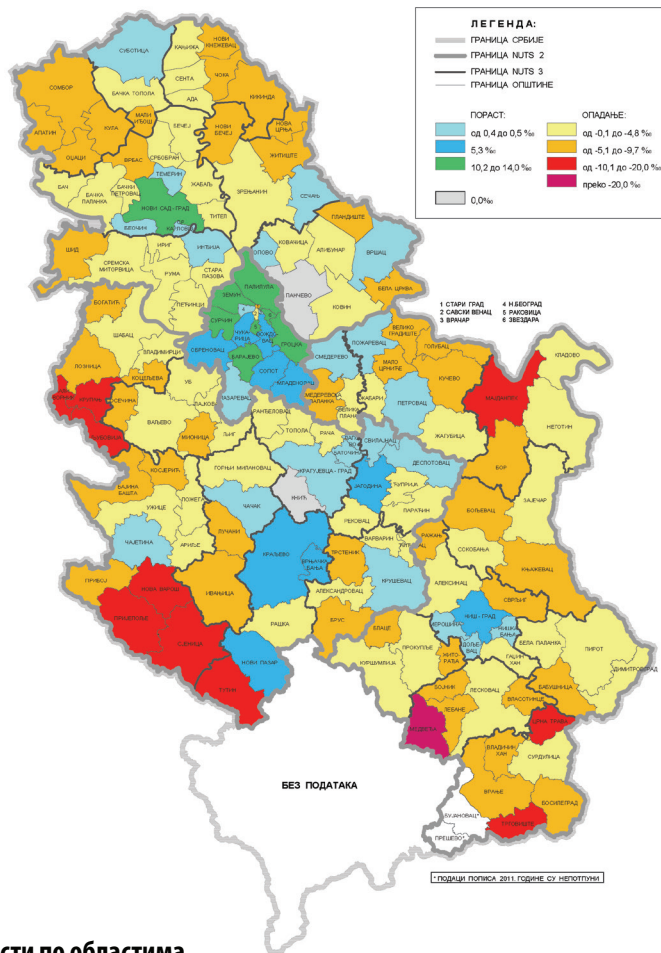 ЛЕГЕНДА:
ГРАНИЦА СРБИЈЕ
ГРАНИЦА NUTS 2
ГРАНИЦА NUTS 3
ГРАНИЦА ОПШТИНЕ
ПОРАСТ:
од 0,4 до 0,5 ‰
5,3 ‰
10,2 до 14,0 ‰
0,0‰
ОПАДАЊЕ:
од -0,1 до -4,8 ‰
од -5,1 до -9,7‰
од -10,1 до -20,0 ‰
преко -20,0 ‰
СУБОТИЦА
КАЊИЖА
НОВИ
КНЕЖЕВАЦ
СЕНТА
ЧОКА
СОМБОР
БАЧКА ТОПОЛА
АДА
КИКИНДА
АПАТИН
КУЛА
МАЛИ
ИЂОШ
БЕЧЕЈ
НОВИ
БЕЧЕЈ
НОВА
ЦРЊА
ОЏАЦИ
ВРБАС
СРБОБРАН
ЖИТИШТЕ
БАЧ
БАЧКА
ПАЛАНКА
БАЧКИ
ПЕТРОВАЦ
ТЕМЕРИН
ЖАБАЉ
ЗРЕЊАНИН
СЕЧАЊ
НОВИ САД-ГРАД
ТИТЕЛ
БЕОЧИН
ПЛАНДИШТЕ
ШИД
СРЕМСКА
МИТРОВИЦА
ИРИГ
ИНЂИЈА
РУМА
СТАРА
ПАЗОВА
ОПОВО
КОВАЧИЦА
АЛИБУНАР
ВРШАЦ
ПЕЋИНЦИ
ПАНЧЕВО
КОВИН
БЕЛА ЦРКВА
ЗЕМУН
ПАЛИЛУЛА
СУРЧИН
ГРОЦКА
БАРАЈЕВО
ОБРЕНОВАЦ
СОПОТ
МЛАДЕНОВАЦ
ЛАЗАРЕВАЦ
1 СТАРИ ГРАД
2 САВСКИ ВЕНАЦ
3 ВРАЧАР
4 Н.БЕОГРАД
5 РАКОВИЦА
6 ЗВЕЗДАРА
БОГАТИЋ
ШАБАЦ
ВЛАДИМИРЦИ
ЛОЗНИЦА
КОЦЕЉЕВА
КРУПАЊ
ОСЕЧИНА
УБ
ВАЉЕВО
МИОНИЦА
ЉИГ
СМЕДЕРЕВО
ПОЖАРЕВАЦ
ВЕЛИКО
ГРАДИШТЕ
ГОЛУБАЦ
МАЛО
ЦРНИЋЕ
КУЧЕВО
МАЈДАНПЕК
КЛАДОВО
НЕГОТИН
ЖАБАРИ
ПЕТРОВАЦ
ЖАГУБИЦА
ТОПОЛА
РАЧА
СВИЛАЈНАЦ
ДЕСПОТОВАЦ
БОР
БАЈИНА
БАШТА
КОСЈЕРИЋ
ГОРЊИ МИЛАНОВАЦ
КРАГУЈЕВАЦ-ГРАД
КНИЋ
ЈАГОДИНА
ЋУПРИЈА
ПАРАЋИН
ЗАЈЕЧАР
БОЉЕВАЦ
УЖИЦЕ
ПОЖЕГА
ЧАЧАК
ЧАЈЕТИНА
АРИЉЕ
ЛУЧАНИ
РЕКОВАЦ
ВАРВАРИН
РАЖАЊ
СОКОБАЊА
КЊАЖЕВАЦ
КРАЉЕВО
ВРЊАЧКА
БАЊА
ТРСТЕНИК
КРУШЕВАЦ
АЛЕКСИНАЦ
СВРЉИГ
ПРИБОЈ
НОВА ВАРОШ
ИВАЊИЦА
АЛЕКСАНДРОВАЦ
ПРИЈЕПОЉЕ
СЈЕНИЦА
РАШКА
БРУС
БЛАЦЕ
НИШ-ГРАД
БЕЛА ПАЛАНКА
ПИРОТ
НОВИ ПАЗАР
ТУТИН
КУРШУМЛИЈА
ПРОКУПЉЕ
МЕРОШИНА
НИШКА
БАЊА
ГАЏИН
ХАН
ДИМИТРОВГРАД
БАБУШНИЦА
БОЈНИК
ЛЕСКОВАЦ
ВЛАСОТИНЦЕ
ЛЕБАНЕ
МЕДВЕЂА
ЦРНА ТРАВА
ВЛАДИЧИН
ХАН
СУРДУЛИЦА
ВРАЊЕ
БОСИЛЕГРАД
БУЈАНОВАЦ*
ПРЕШЕВО*
ТРГОВИШТЕ
БЕЗ ПОДАТАКА
* ПОДАЦИ ПОПИСА 2011. ГОДИНЕ СУ НЕПОТПУНИ
сти по областима